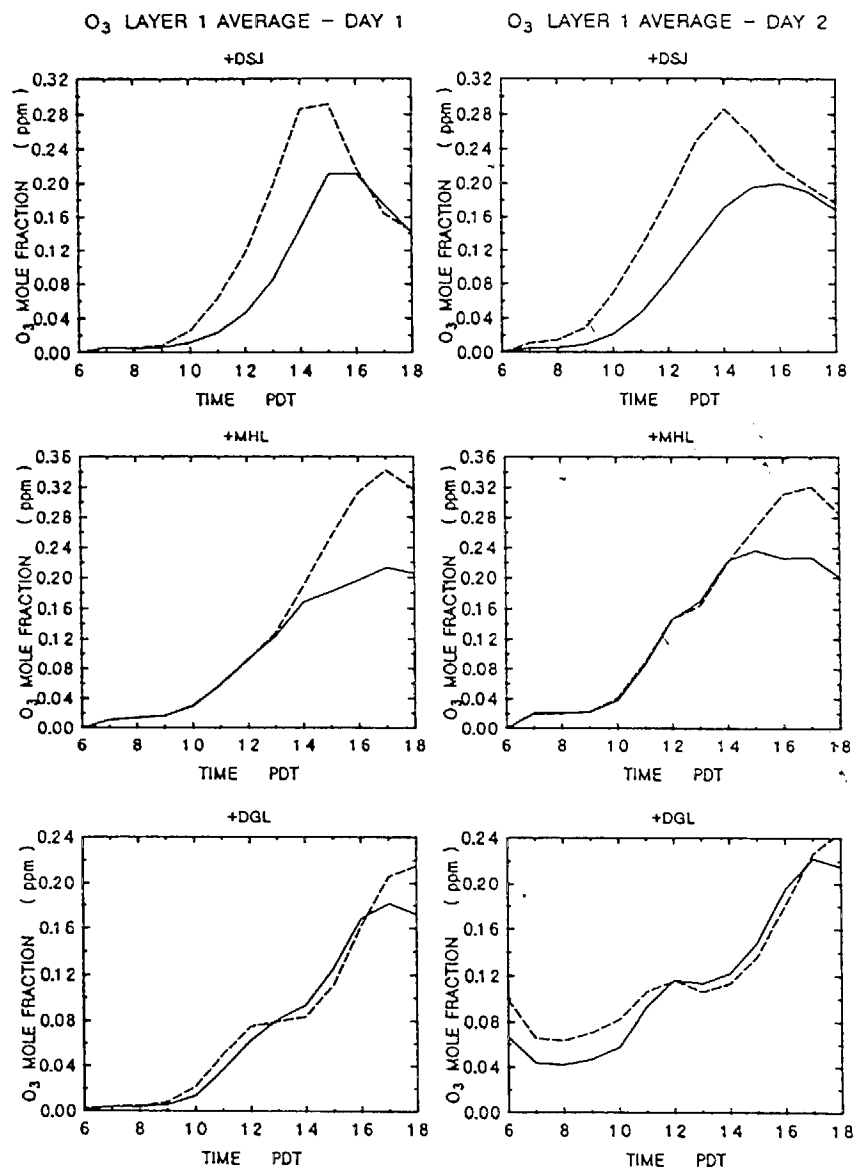 O₃ LAYER 1 AVERAGE – DAY 1
O₃ LAYER 1 AVERAGE – DAY 2
+DSJ
O₃ MOLE FRACTION (ppm)
0.32
0.28
0.24
0.20
0.16
0.12
0.08
0.04
0.00
6 8 10 12 14 16 18
TIME PDT
+DSJ
O₃ MOLE FRACTION (ppm)
0.32
0.28
0.24
0.20
0.16
0.12
0.08
0.04
0.00
6 8 10 12 14 16 18
TIME PDT
+MHL
O₃ MOLE FRACTION (ppm)
0.36
0.32
0.28
0.24
0.20
0.16
0.12
0.08
0.04
0.00
6 8 10 12 14 16 18
TIME PDT
+MHL
O₃ MOLE FRACTION (ppm)
0.36
0.32
0.28
0.24
0.20
0.16
0.12
0.08
0.04
0.00
6 8 10 12 14 16 18
TIME PDT
+DGL
O₃ MOLE FRACTION (ppm)
0.24
0.20
0.16
0.12
0.08
0.04
0.00
6 8 10 12 14 16 18
TIME PDT
+DGL
O₃ MOLE FRACTION (ppm)
0.24
0.20
0.16
0.12
0.08
0.04
0.00
6 8 10 12 14 16 18
TIME PDT